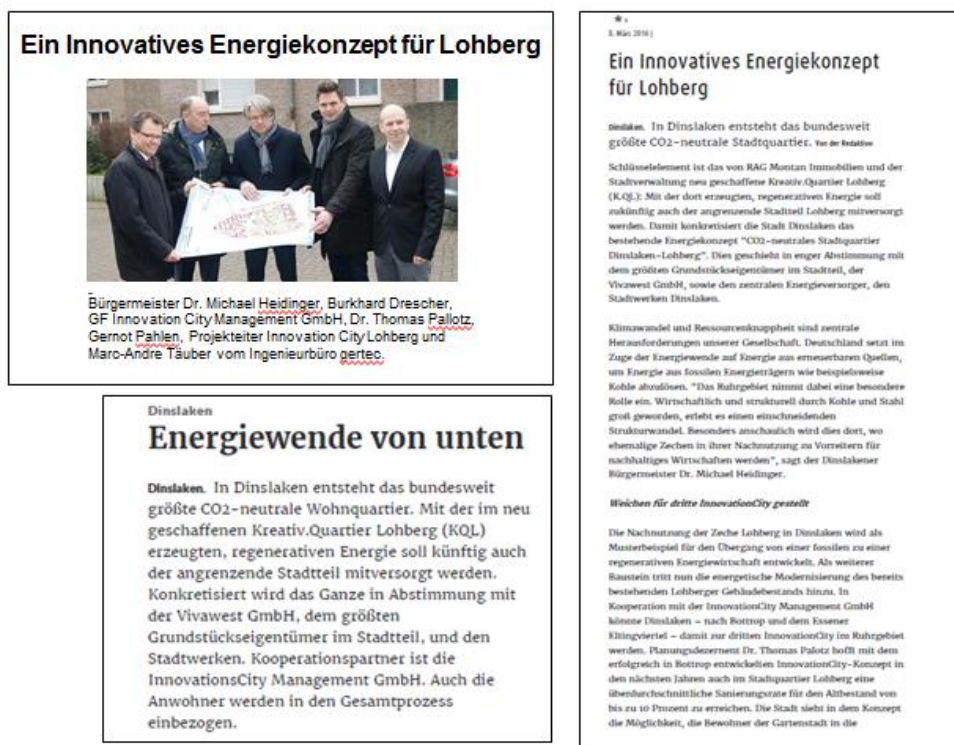 Ein Innovatives Energiekonzept für Lohberg
Bürgermeister Dr. Michael Heidinger, Burkhard Drescher,
GF Innovation City Management GmbH, Dr. Thomas Pallotz,
Gernot Pahlen, Projekteiter Innovation City Lohberg und
Marc-Andre Täuber vom Ingenieurbüro gertec.
Dinslaken
Energiewende von unten
Dinslaken. In Dinslaken entsteht das bundesweit
größte CO2-neutrale Wohnquartier. Mit der im neu
geschaffenen Kreativ.Quartier Lohberg (KQL)
erzeugten, regenerativen Energie soll künftig auch
der angrenzende Stadtteil mitversorgt werden.
Konkretisiert wird das Ganze in Abstimmung mit
der Vivawest GmbH, dem größten
Grundstückseigentümer im Stadtteil, und den
Stadtwerken. Kooperationspartner ist die
InnovationsCity Management GmbH. Auch die
Anwohner werden in den Gesamtprozess
einbezogen.
8. März 2016 |
Ein Innovatives Energiekonzept
für Lohberg
Dinslaken. In Dinslaken entsteht das bundesweit
größte CO2-neutrale Stadtquartier. Von der Redaktion
Schlüsselelement ist das von RAG Montan Immobilien und der
Stadtverwaltung neu geschaffene Kreativ.Quartier Lohberg
(K.QL): Mit der dort erzeugten, regenerativen Energie soll
zukünftig auch der angrenzende Stadtteil Lohberg mitversorgt
werden. Damit konkretisiert die Stadt Dinslaken das
bestehende Energiekonzept "CO2-neutrales Stadtquartier
Dinslaken-Lohberg". Dies geschieht in enger Abstimmung mit
dem größten Grundstückseigentümer im Stadtteil, der
Vivawest GmbH, sowie den zentralen Energieversorger, den
Stadtwerken Dinslaken.
Klimawandel und Ressourcenknappheit sind zentrale
Herausforderungen unserer Gesellschaft. Deutschland setzt im
Zuge der Energiewende auf Energie aus erneuerbaren Quellen,
um Energie aus fossilen Energieträgern wie beispielsweise
Kohle abzulösen. "Das Ruhrgebiet nimmt dabei eine besondere
Rolle ein. Wirtschaftlich und strukturell durch Kohle und Stahl
groß geworden, erlebt es einen einschneidenden
Strukturwandel. Besonders anschaulich wird dies dort, wo
ehemalige Zechen in ihrer Nachnutzung zu Vorreitern für
nachhaltiges Wirtschaften werden", sagt der Dinslakener
Bürgermeister Dr. Michael Heidinger.
Weichen für dritte InnovationCity gestellt
Die Nachnutzung der Zeche Lohberg in Dinslaken wird als
Musterbeispiel für den Übergang von einer fossilen zu einer
regenerativen Energiewirtschaft entwickelt. Als weiterer
Baustein tritt nun die energetische Modernisierung des bereits
bestehenden Lohberger Gebäudebestands hinzu. In
Kooperation mit der InnovationCity Management GmbH
könnte Dinslaken – nach Bottrop und dem Essener
Eltingviertel – damit zur dritten InnovationCity im Ruhrgebiet
werden. Planungsdezernent Dr. Thomas Palotz hofft mit dem
erfolgreich in Bottrop entwickelten InnovationCity-Konzept in
den nächsten Jahren auch im Stadtquartier Lohberg eine
überdurchschnittliche Sanierungsrate für den Altbestand von
bis zu 10 Prozent zu erreichen. Die Stadt sieht in dem Konzept
die Möglichkeit, die Bewohner der Gartenstadt in die